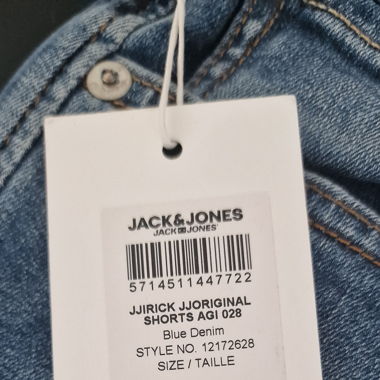 JACK&JONES
JACK JONES
5714511447722
JJIRICK JJORIGINAL
SHORTS AGI 028
Blue Denim
STYLE NO. 12172628
SIZE / TAILLE